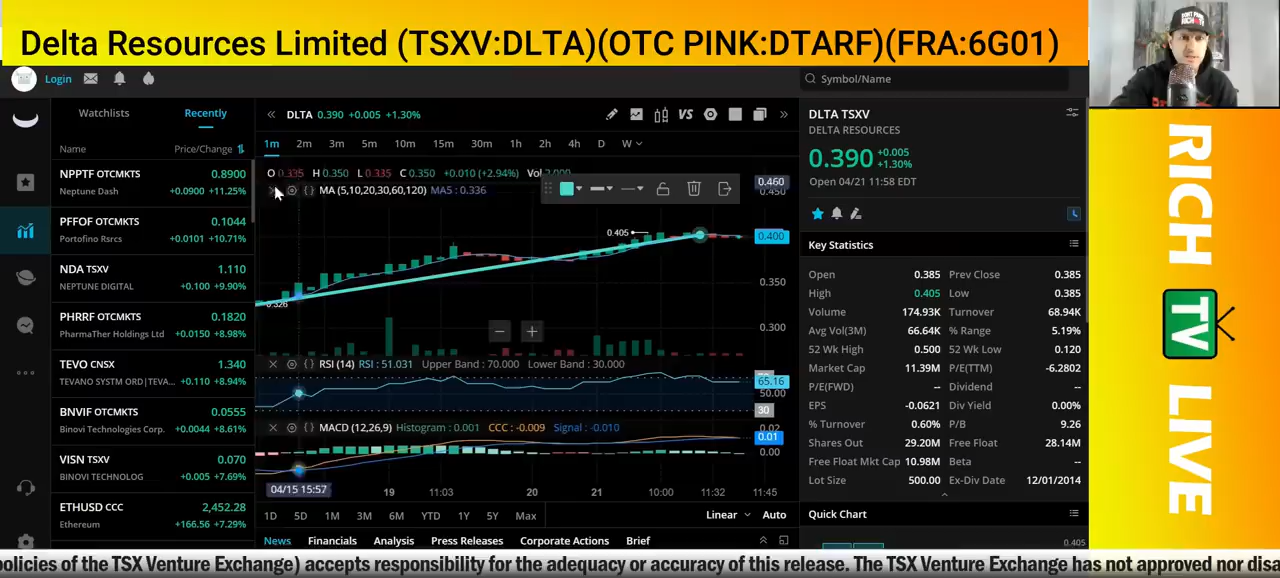 Delta Resources Limited (TSXV:DLTA)(OTC PINK:DTARF)(FRA:6G01)
Login
Symbol/Name
Watchlists Recently
Name Price/Change
NPPTF OTCMKTS 0.8900
Neptune Dash +0.0900 +11.25%
PFFOF OTCMKTS 0.1044
Portofino Rsrcs +0.0101 +10.71%
NDA TSXV 1.110
NEPTUNE DIGITAL +0.100 +9.90%
PHRRF OTCMKTS 0.1820
PharmaTher Holdings Ltd +0.0150 +8.98%
TEVO CNSX 1.340
TEVANO SYSTM ORD|TEVA... +0.110 +8.94%
BNVIF OTCMKTS 0.0555
Binovi Technologies Corp. +0.0044 +8.61%
VISN TSXV 0.070
BINOVI TECHNOLOG +0.005 +7.69%
ETHUSD CCC 2,452.28
Ethereum +166.56 +7.29%
DLTA 0.390 +0.005 +1.30%
VS
1m 2m 3m 5m 10m 15m 30m 1h 2h 4h D W
O 0.335 H 0.350 L 0.335 C 0.350 +0.010 (+2.94%)
MA (5,10,20,30,60,120) MA5 : 0.336
0.460
0.450
0.405
0.400
0.350
0.326
0.300
RSI (14) RSI : 51.031 Upper Band : 70.000 Lower Band : 30.000
65.16
50.00
30
MACD (12,26,9) Histogram : 0.001 CCC : -0.009 Signal : -0.010
0.02
0.01
0.00
04/15 15:57 19 11:03 20 21 10:00 11:32 11:45
1D 5D 1M 3M 6M YTD 1Y 5Y Max Linear Auto
News Financials Analysis Press Releases Corporate Actions Brief
DLTA TSXV
DELTA RESOURCES
0.390 +0.005
+1.30%
Open 04/21 11:58 EDT
Key Statistics
Open 0.385 Prev Close 0.385
High 0.405 Low 0.385
Volume 174.93K Turnover 68.94K
Avg Vol(3M) 66.64K % Range 5.19%
52 Wk High 0.500 52 Wk Low 0.120
Market Cap 11.39M P/E(TTM) -6.2802
P/E(FWD) -- Dividend --
EPS -0.0621 Div Yield 0.00%
% Turnover 0.60% P/B 9.26
Shares Out 29.20M Free Float 28.14M
Free Float Mkt Cap 10.98M Beta --
Lot Size 500.00 Ex-Div Date 12/01/2014
Quick Chart
0.405
RICH
TV
LIVE
policies of the TSX Venture Exchange) accepts responsibility for the adequacy or accuracy of this release. The TSX Venture Exchange has not approved nor disa